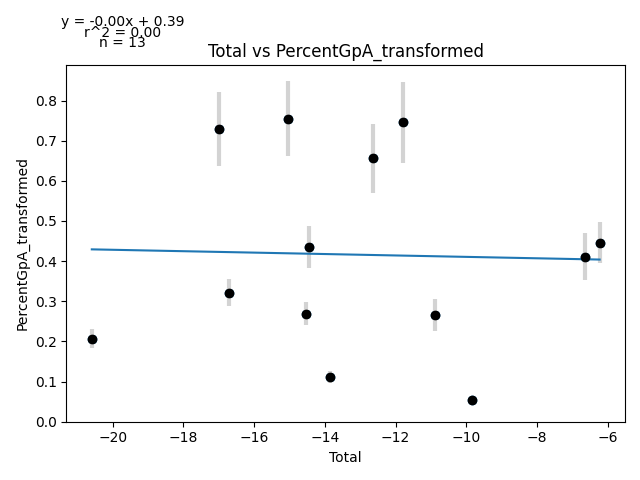 y = -0.00x + 0.39
r^2 = 0.00
n = 13
Total vs PercentGpA_transformed
PercentGpA_transformed
0.8
0.7
0.6
0.5
0.4
0.3
0.2
0.1
0.0
−20
−18
−16
−14
−12
−10
−8
−6
Total